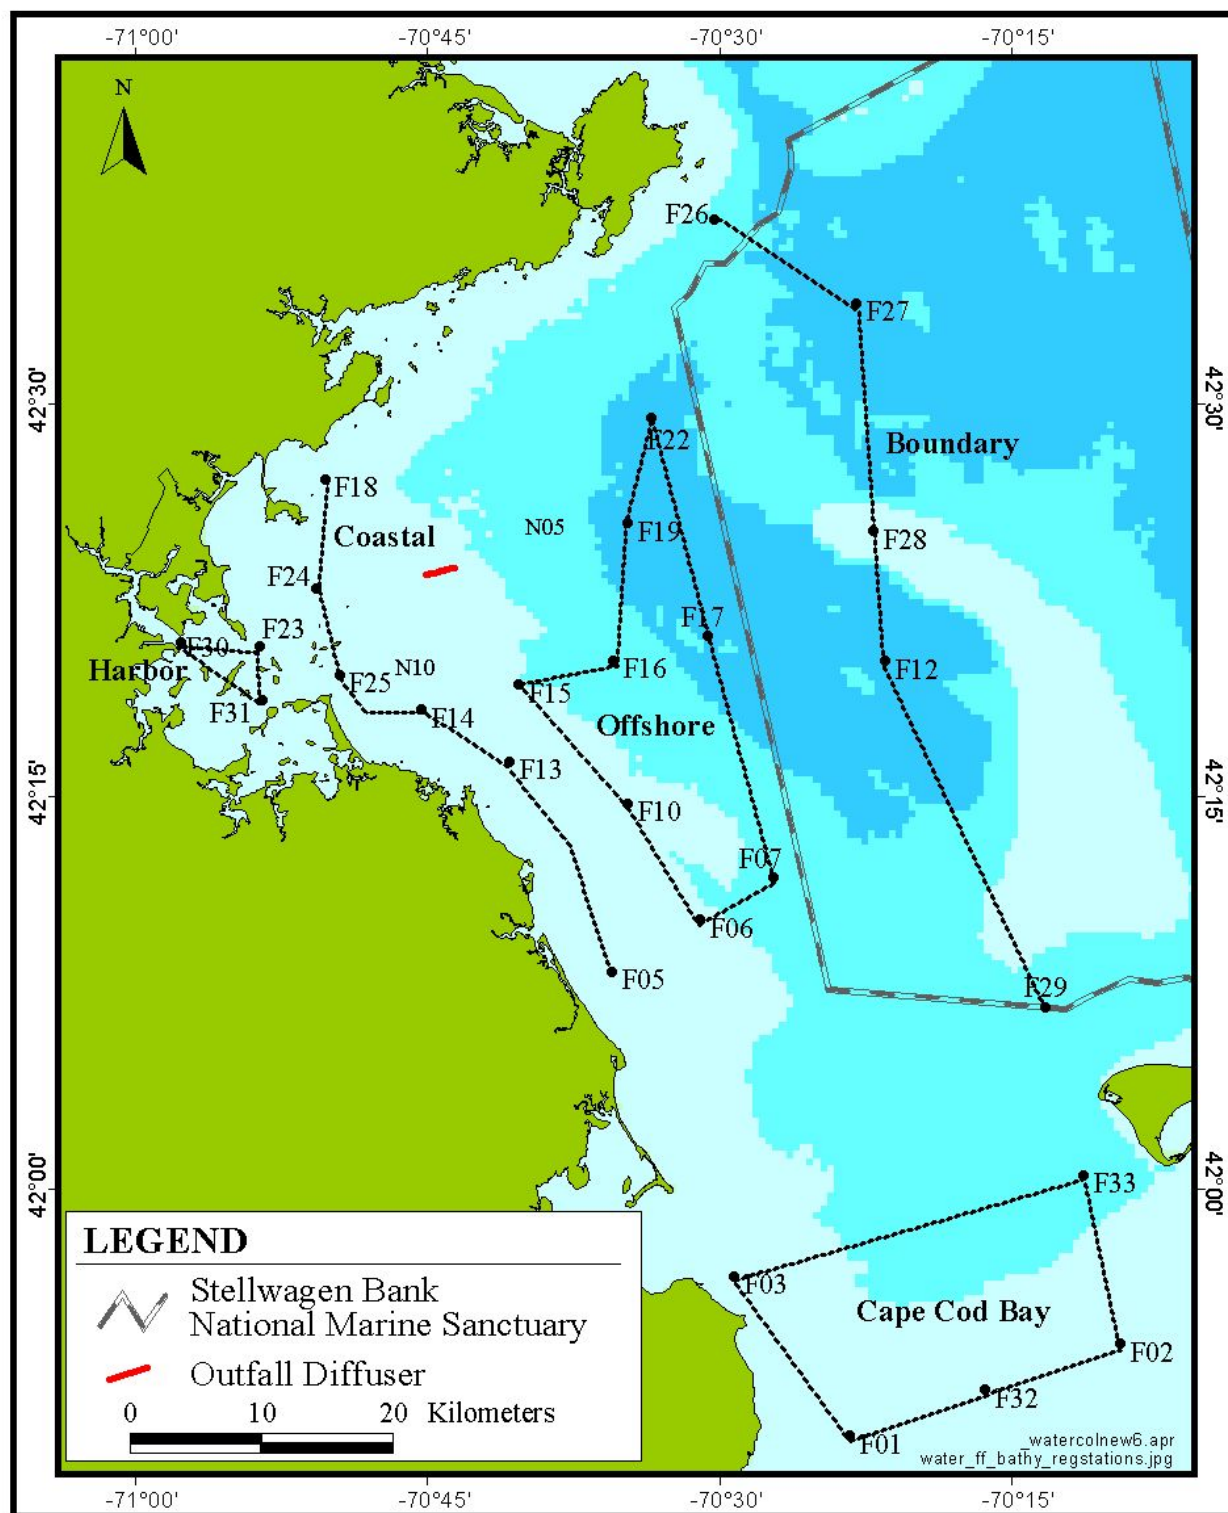 -71°00' -70°45' -70°30' -70°15'
N
F26
F27
42°30' 42°30'
F22
Boundary
F18
F19
N05
Coastal
F28
F24
F23
F17
F30
F16
F12
Harbor
N10
F25
F15
F31
F14
Offshore
F13
42°15' 42°15'
F10
F07
F06
F05
F29
42°00' 42°00'
F33
LEGEND
Stellwagen Bank
National Marine Sanctuary
Outfall Diffuser
0 10 20 Kilometers
F03
Cape Cod Bay
F02
F32
F01
_watercolnew6.apr
water_ff_bathy_regstations.jpg
-71°00' -70°45' -70°30' -70°15'